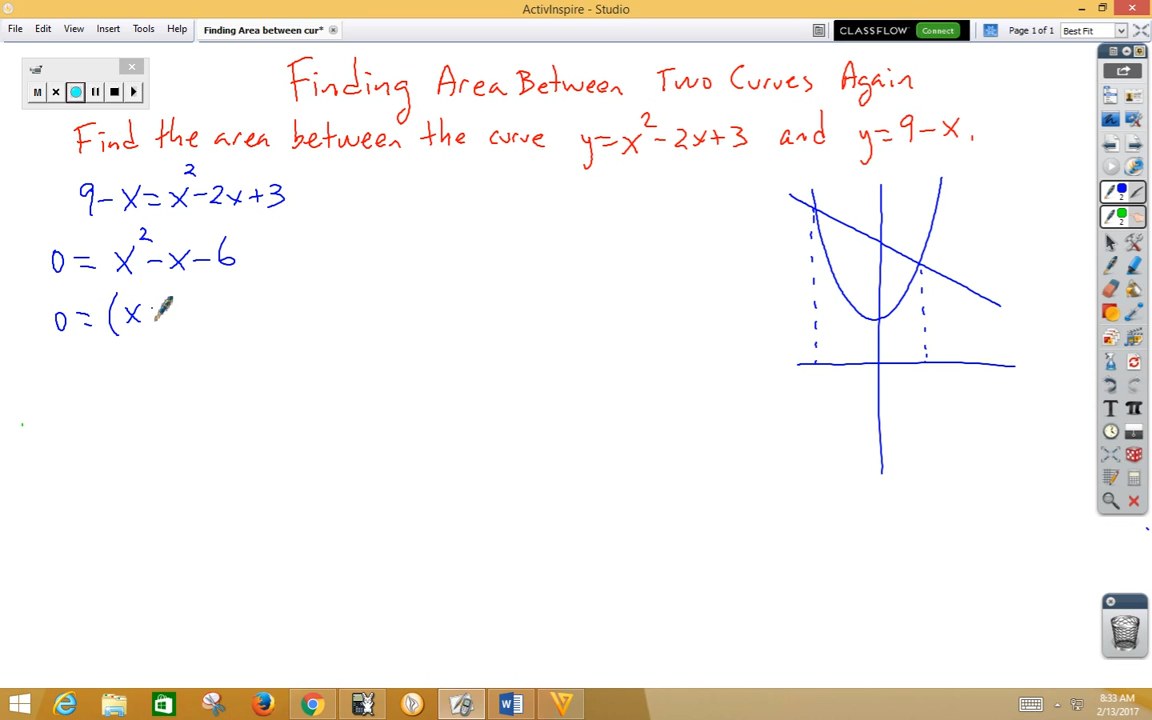 ActivInspire - Studio
File Edit View Insert Tools Help
Finding Area between cur*
CLASSFLOW Connect
Page 1 of 1
Best Fit
M
Finding Area Between Two Curves Again
Find the area between the curve y=x²-2x+3 and y=9-x.
9-x=x²-2x+3
0=x²-x-6
0=(x
2
2
T π
W
8:33 AM
2/13/2017